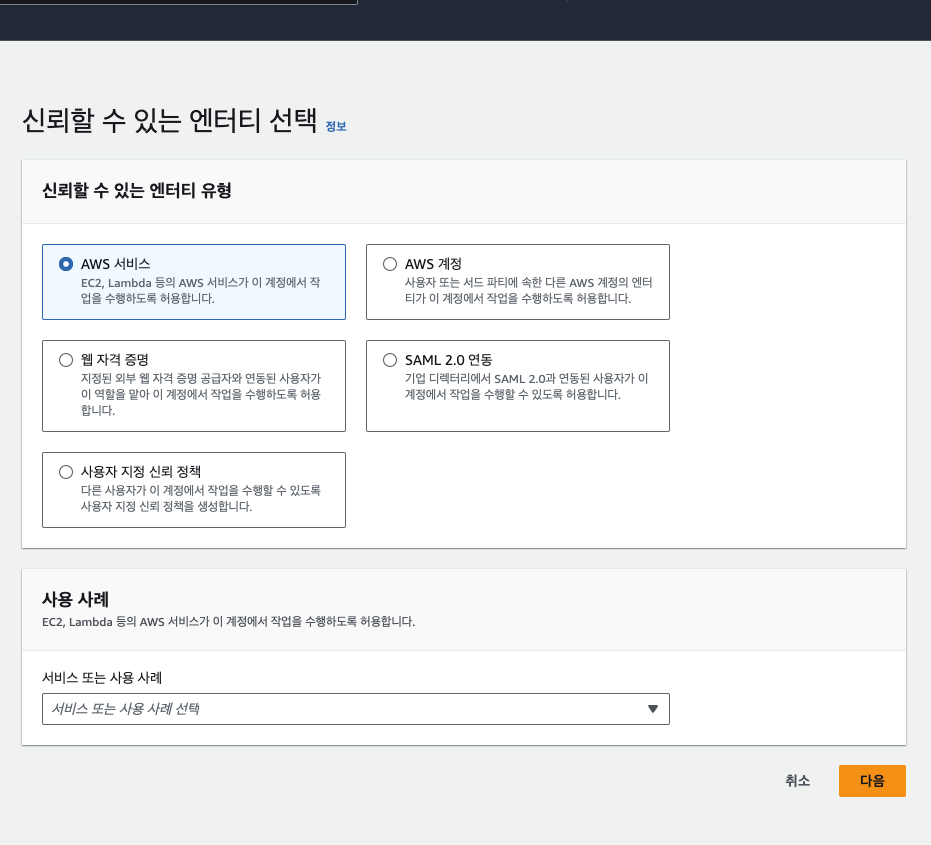 신뢰할 수 있는 엔터티 선택 정보
신뢰할 수 있는 엔터티 유형
AWS 서비스
EC2, Lambda 등의 AWS 서비스가 이 계정에서 작
업을 수행하도록 허용합니다.
AWS 계정
사용자 또는 서드 파티에 속한 다른 AWS 계정의 엔터
티가 이 계정에서 작업을 수행하도록 허용합니다.
웹 자격 증명
지정된 외부 웹 자격 증명 공급자와 연동된 사용자가
이 역할을 맡아 이 계정에서 작업을 수행하도록 허용
합니다.
SAML 2.0 연동
기업 디렉터리에서 SAML 2.0과 연동된 사용자가 이
계정에서 작업을 수행할 수 있도록 허용합니다.
사용자 지정 신뢰 정책
다른 사용자가 이 계정에서 작업을 수행할 수 있도록
사용자 지정 신뢰 정책을 생성합니다.
사용 사례
EC2, Lambda 등의 AWS 서비스가 이 계정에서 작업을 수행하도록 허용합니다.
서비스 또는 사용 사례
서비스 또는 사용 사례 선택
취소
다음